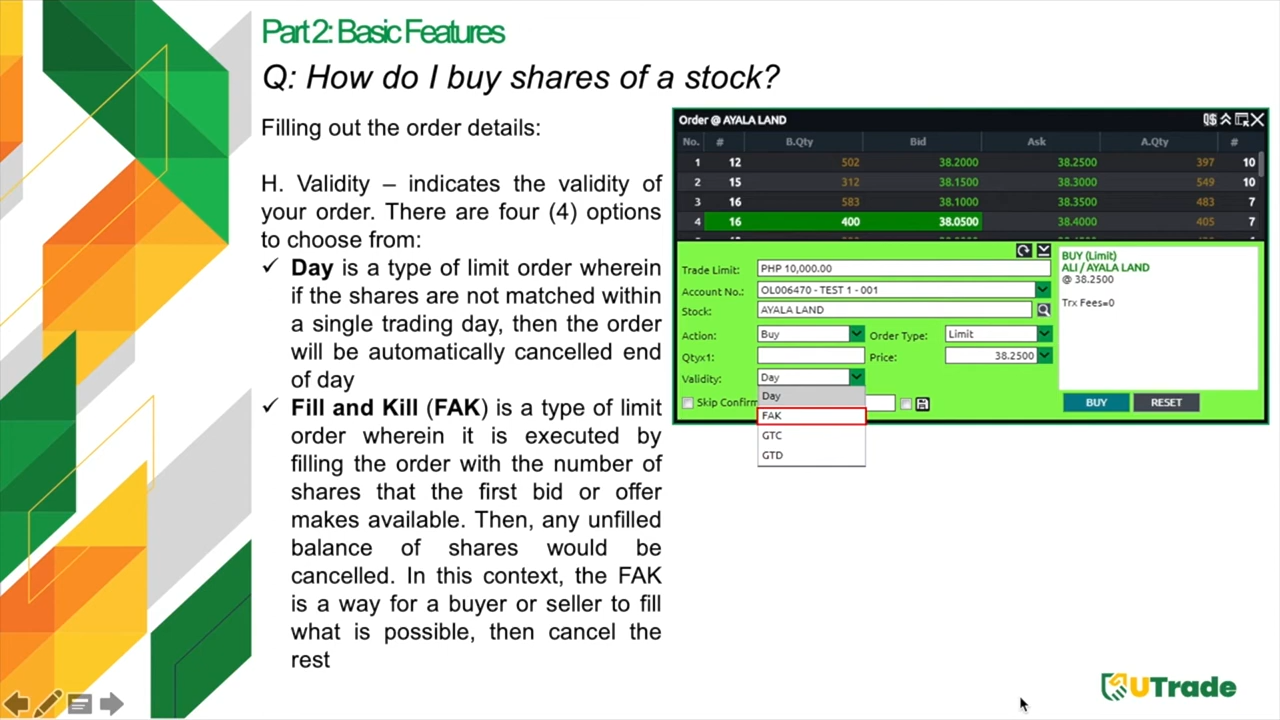 Part 2: Basic Features
Q: How do I buy shares of a stock?
Filling out the order details:
H. Validity – indicates the validity of
your order. There are four (4) options
to choose from:
✓ Day is a type of limit order wherein
if the shares are not matched within
a single trading day, then the order
will be automatically cancelled end
of day
✓ Fill and Kill (FAK) is a type of limit
order wherein it is executed by
filling the order with the number of
shares that the first bid or offer
makes available. Then, any unfilled
balance of shares would be
cancelled. In this context, the FAK
is a way for a buyer or seller to fill
what is possible, then cancel the
rest
Order @ AYALA LAND
No. # B.Qty Bid Ask A.Qty #
1 12 502 38.2000 38.2500 397 10
2 15 312 38.1500 38.3000 549 10
3 16 583 38.1000 38.3500 483 7
4 16 400 38.0500 38.4000 405 7
Trade Limit: PHP 10,000.00
Account No.: OL006470 - TEST 1 - 001
Stock: AYALA LAND
Action: Buy Order Type: Limit
Qtyx1: Price: 38.2500
Validity: Day
Day
Skip Confirm
FAK
GTC
GTD
BUY (Limit)
ALI / AYALA LAND
@ 38.2500
Trx Fees=0
BUY RESET
UTrade